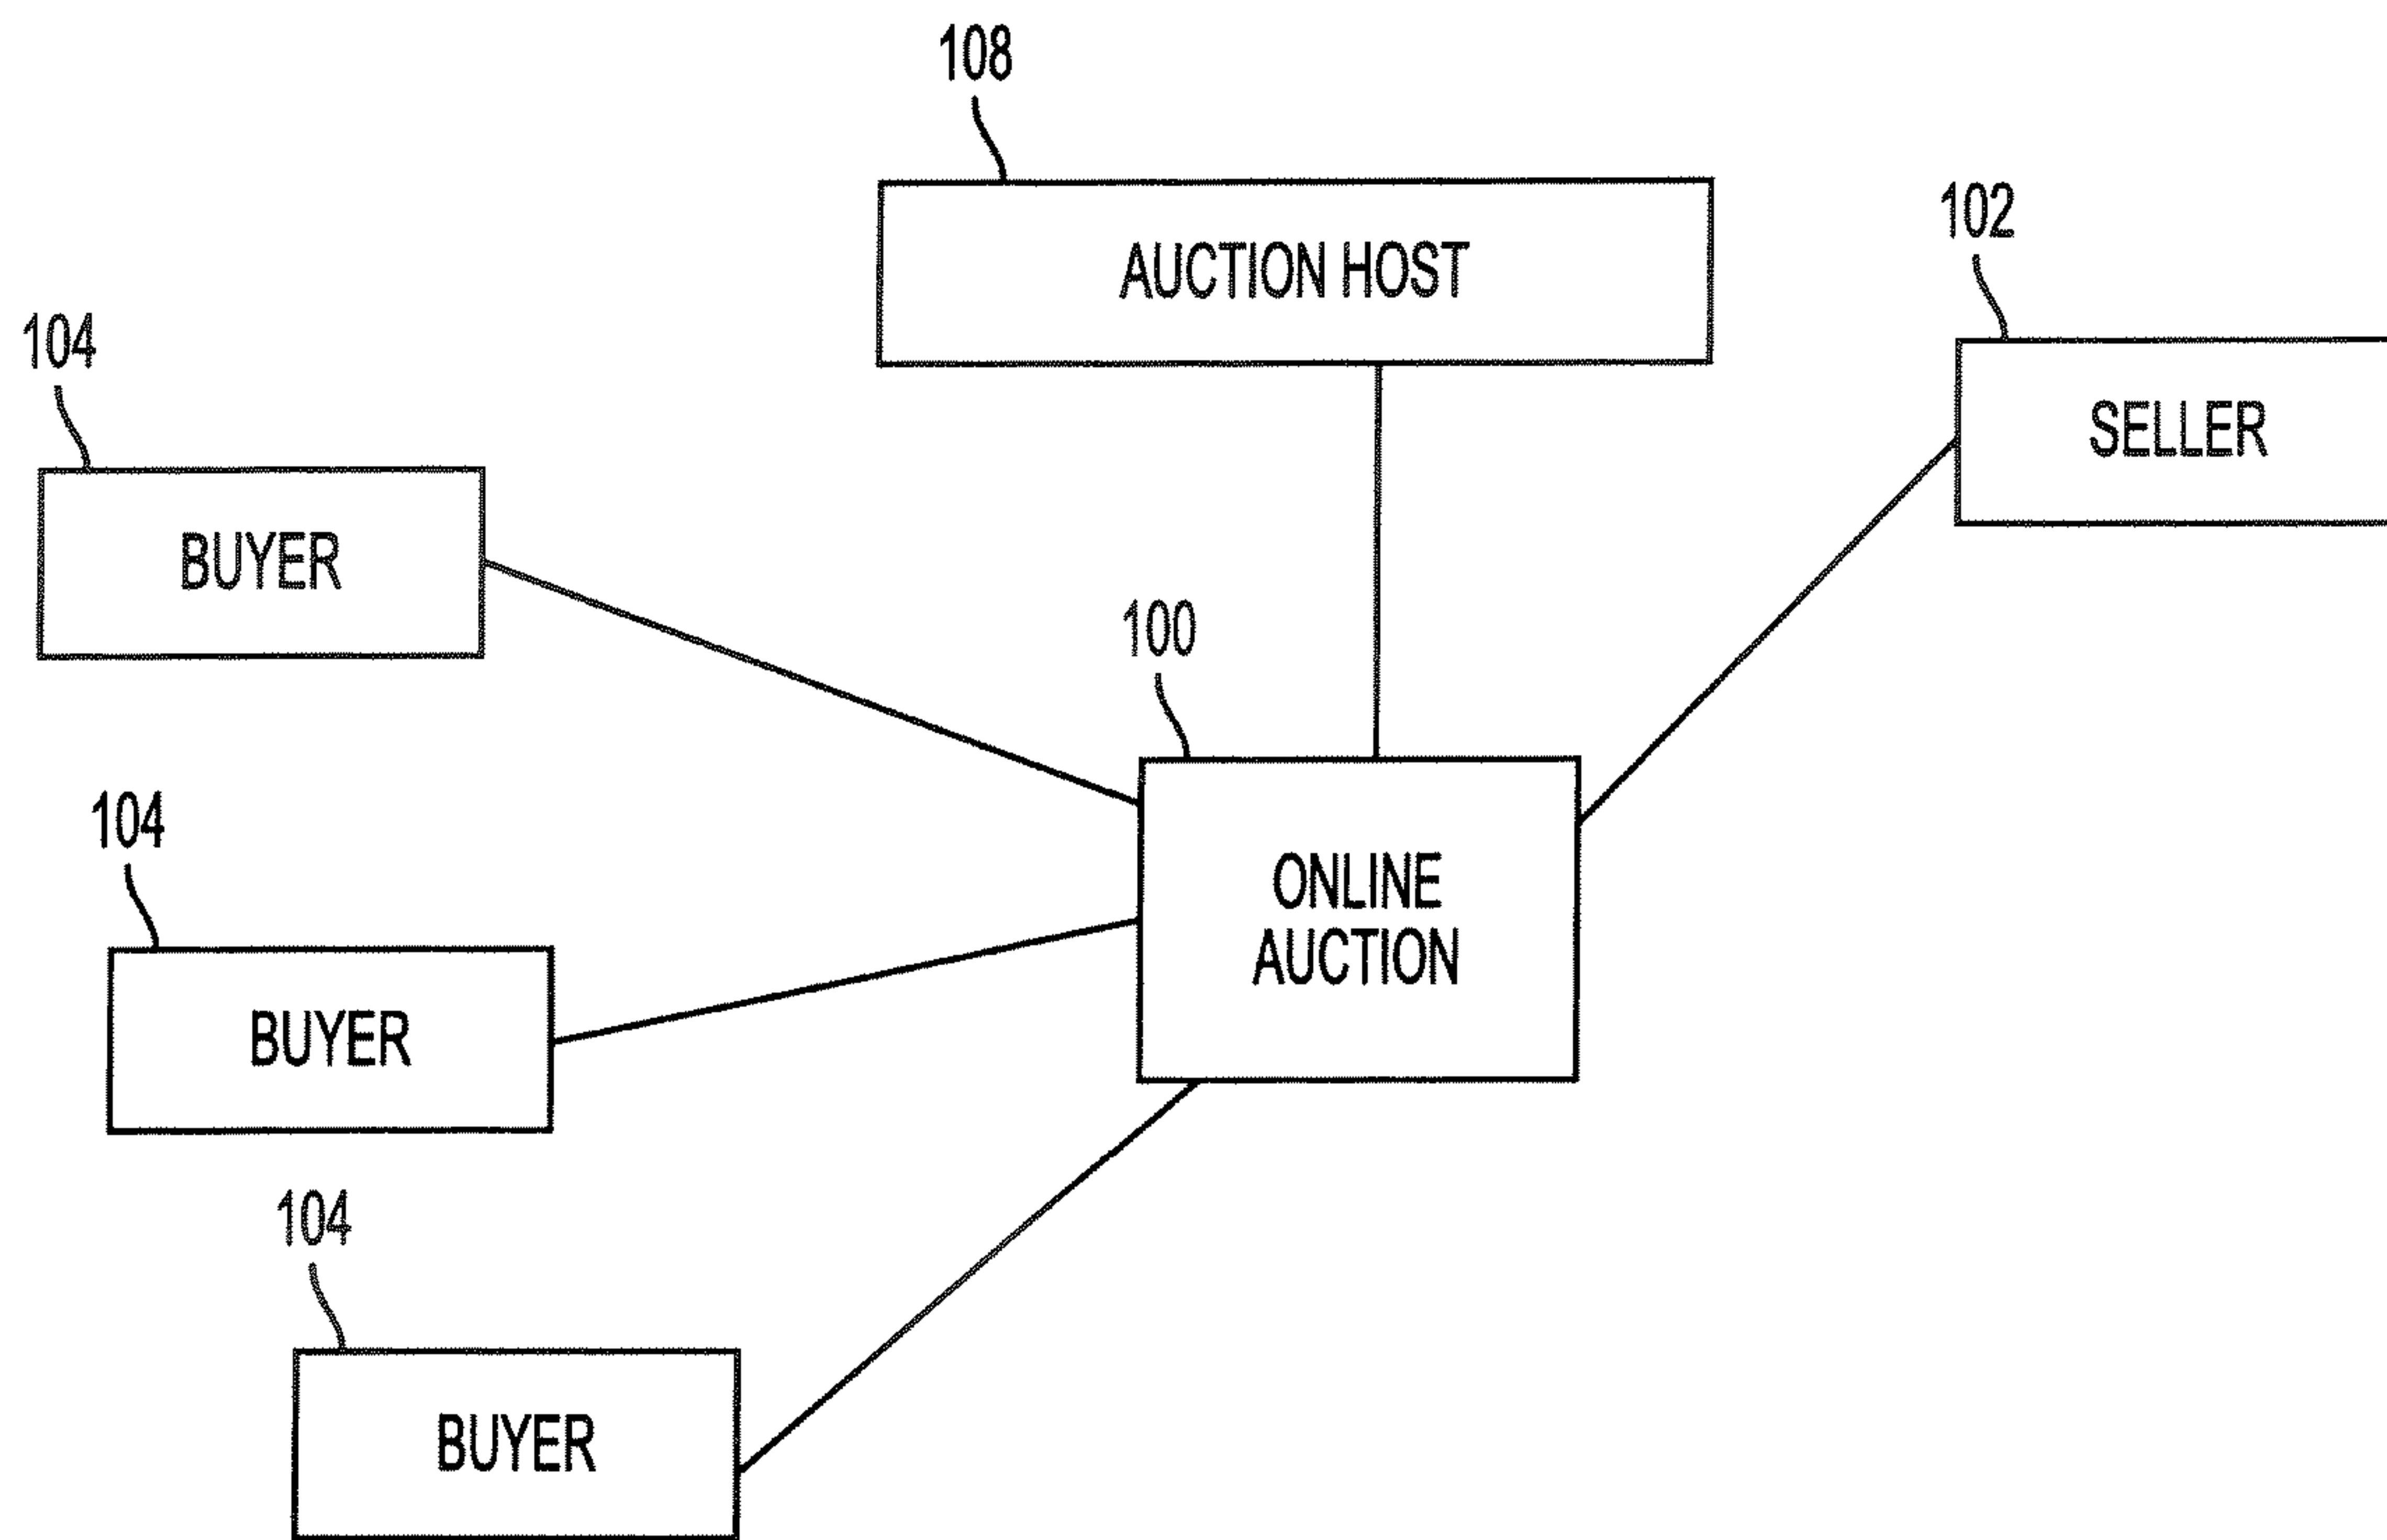 108
AUCTION HOST
102
SELLER
104
BUYER
100
ONLINE
AUCTION
104
BUYER
104
BUYER